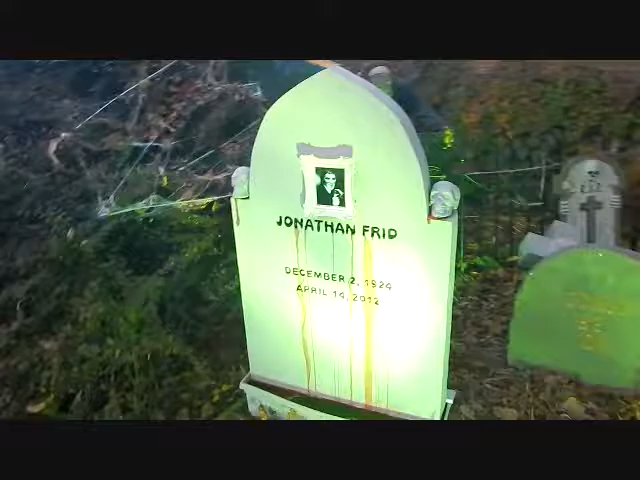 JONATHAN FRID
DECEMBER 2, 1924
APRIL 14, 2012